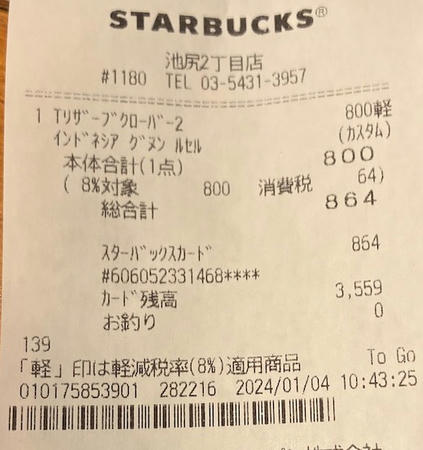 STARBUCKS®
池尻2丁目店
#1180 TEL 03-5431-3957
1 Tリザーブクローバー2 800軽
インドネシア グヌン ルセル (カスタム)
本体合計(1点) 800
( 8%対象 800 消費税 64)
総合計 864
スターバックスカード 864
#606052331468****
カード残高 3,559
お釣り 0
139
「軽」印は軽減税率(8%)適用商品 To Go
010175853901 282216 2024/01/04 10:43:25